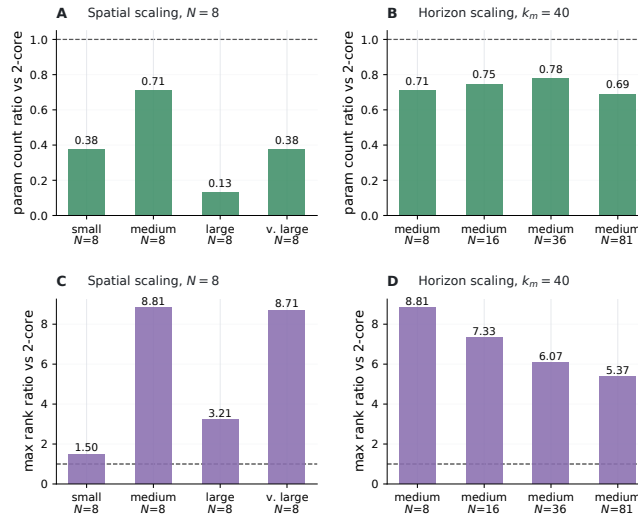 A Spatial scaling, N = 8
param count ratio vs 2-core
1.0
0.8
0.6
0.4
0.2
0.0
0.38
0.71
0.13
0.38
small medium large v. large
N=8 N=8 N=8 N=8
B Horizon scaling, kₘ = 40
param count ratio vs 2-core
1.0
0.8
0.6
0.4
0.2
0.0
0.71
0.75
0.78
0.69
medium medium medium medium
N=8 N=16 N=36 N=81
C Spatial scaling, N = 8
max rank ratio vs 2-core
8
6
4
2
0
1.50
8.81
3.21
8.71
small medium large v. large
N=8 N=8 N=8 N=8
D Horizon scaling, kₘ = 40
max rank ratio vs 2-core
8
6
4
2
0
8.81
7.33
6.07
5.37
medium medium medium medium
N=8 N=16 N=36 N=81